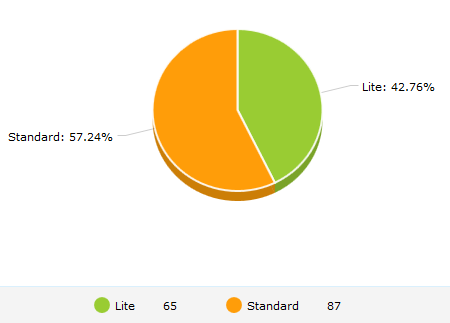 Lite: 42.76%
Standard: 57.24%
Lite 65 Standard 87